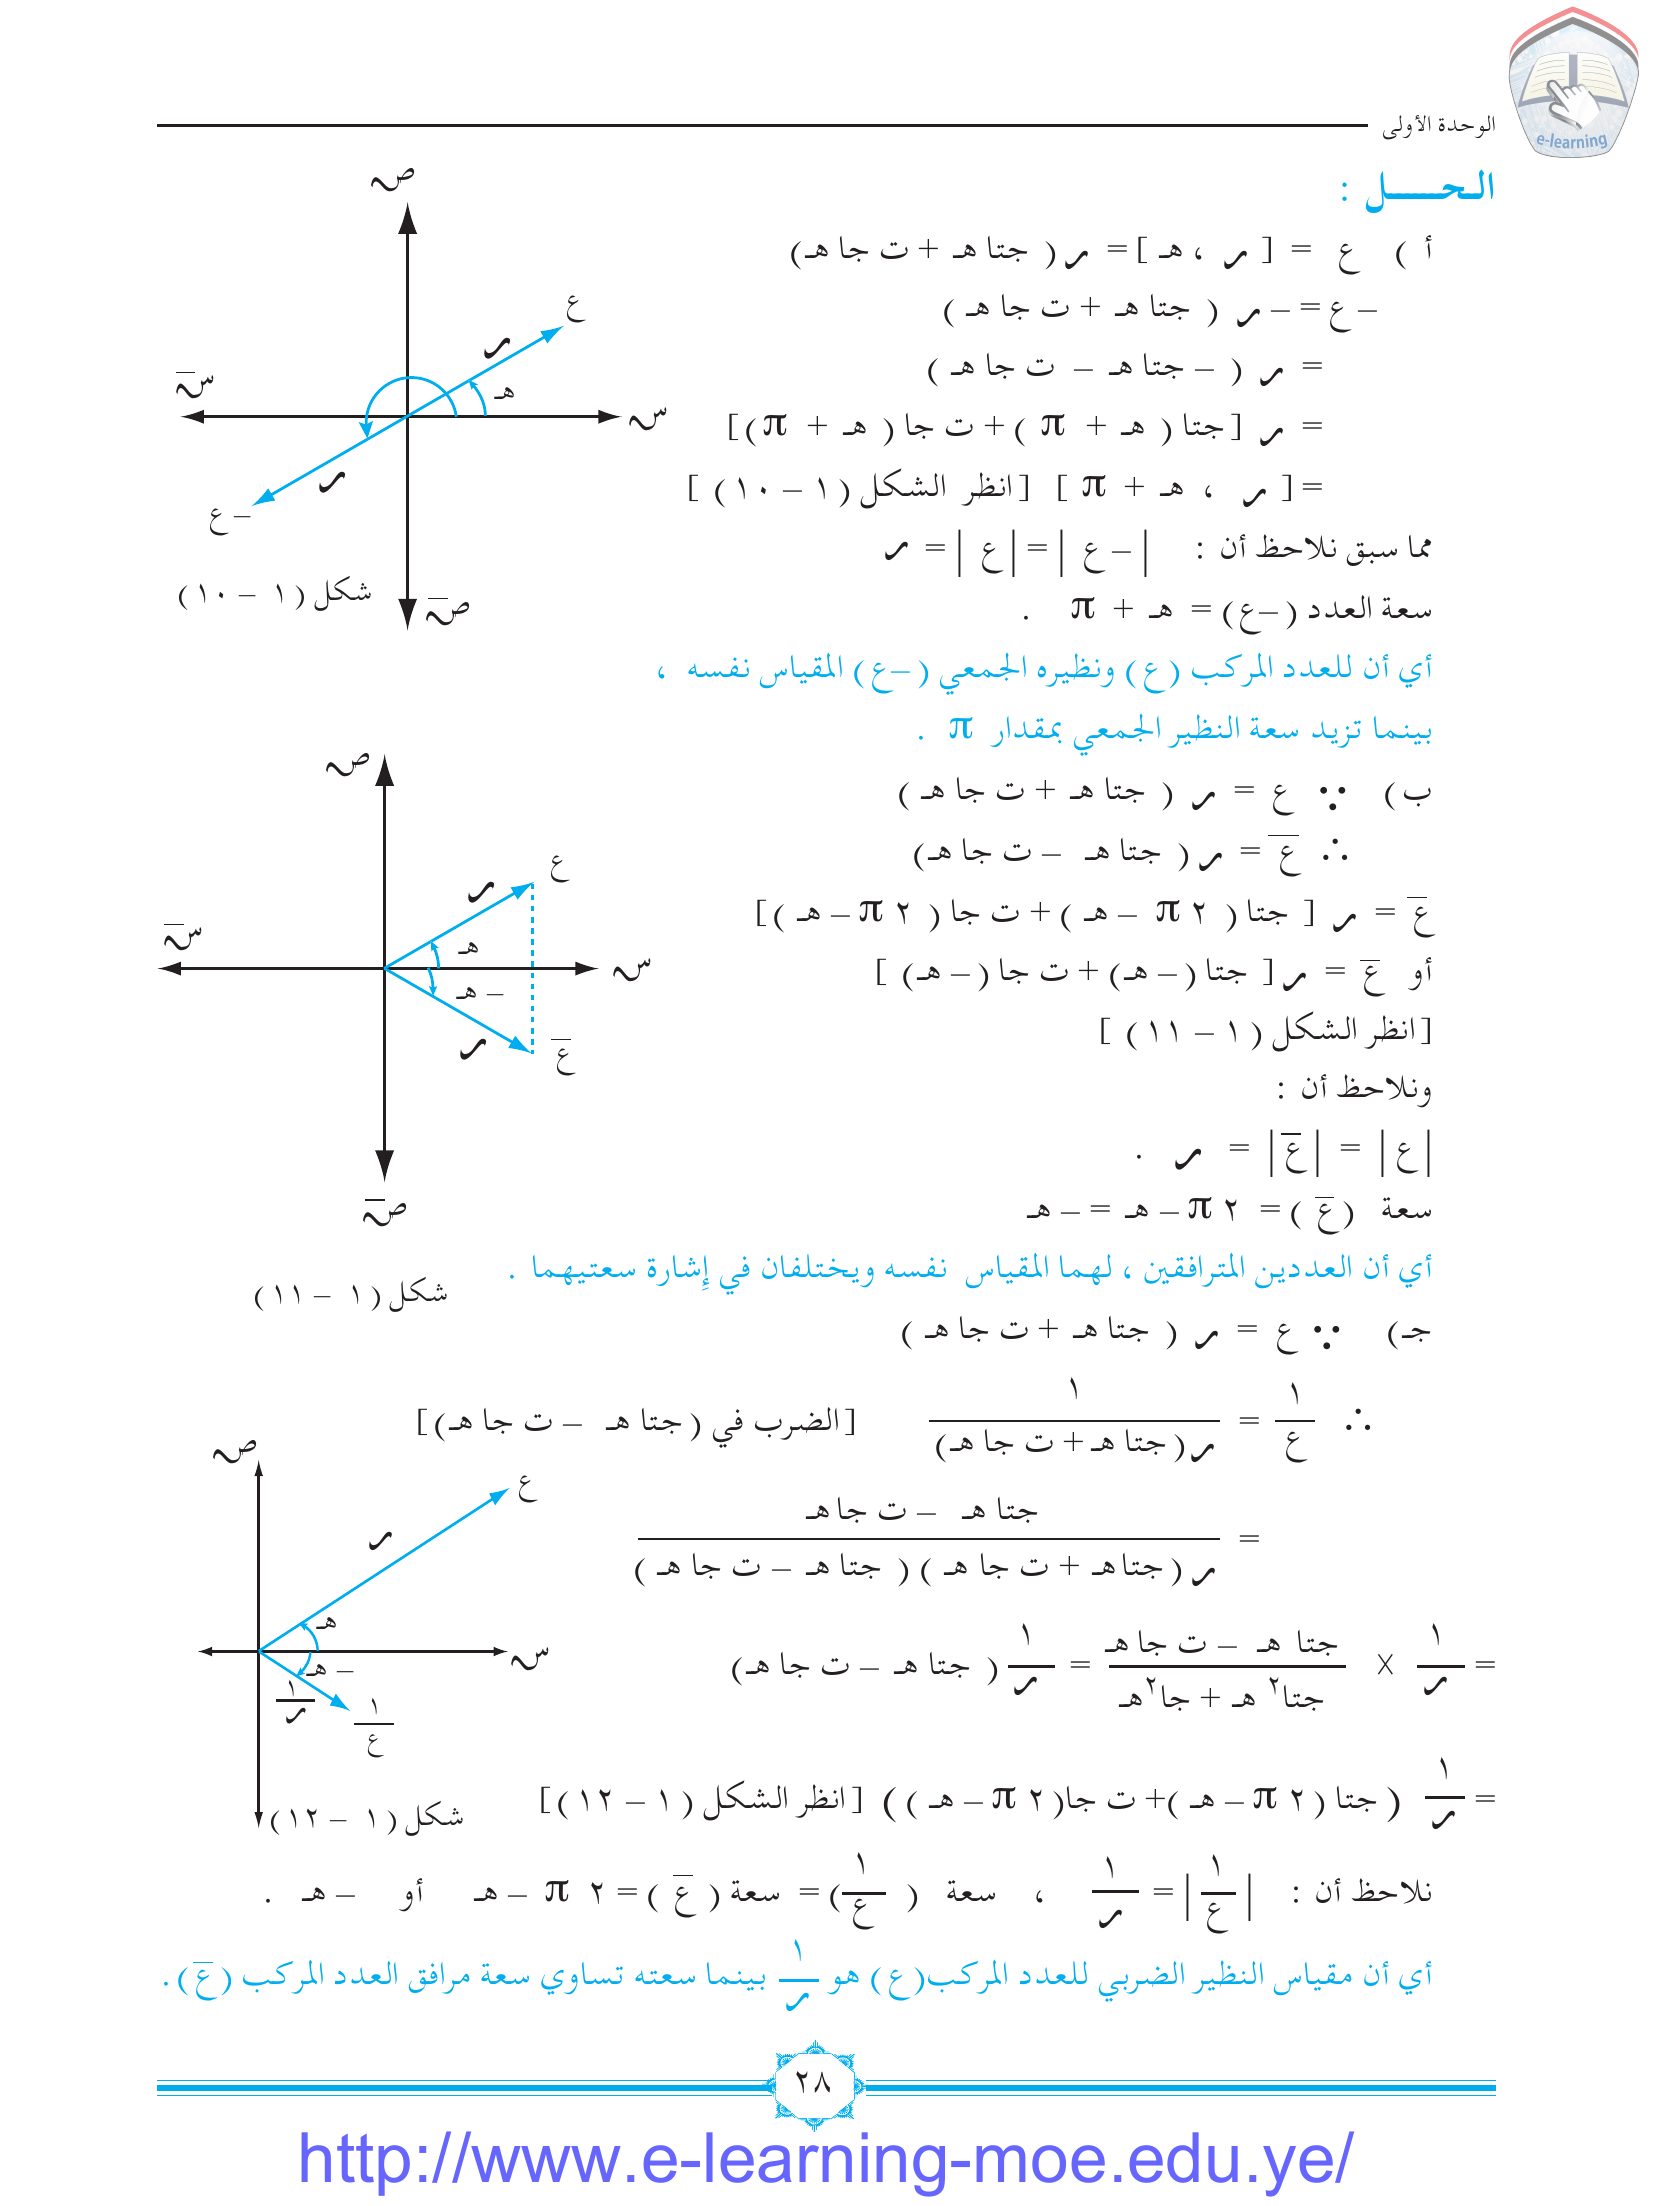 e-learning
الوحدة الأولى
الحــــل :
أ ) ع = [ ر ، هـ ] = ر ( جتا هـ + ت جا هـ)
– ع = – ر ( جتا هـ + ت جا هـ )
= ر ( – جتا هـ – ت جا هـ )
= ر [ جتا ( هـ + π ) + ت جا ( هـ + π )]
= [ ر ، هـ + π ] [ انظر الشكل ( ١ – ١٠ ) ]
مما سبق نلاحظ أن : | – ع | = | ع | = ر
سعة العدد ( –ع) = هـ + π .
أي أن للعدد المركب ( ع ) ونظيره الجمعي ( –ع ) المقياس نفسه ،
بينما تزيد سعة النظير الجمعي بمقدار π .
ص
ع
ر
هـ
س̅
س
ر
– ع
ص̅
شكل ( ١ – ١٠ )
ب ) ∵ ع = ر ( جتا هـ + ت جا هـ )
∴ ع̅ = ر ( جتا هـ – ت جا هـ)
ع̅ = ر [ جتا ( ٢ π – هـ ) + ت جا ( ٢ π – هـ )]
أو ع̅ = ر [ جتا ( – هـ) + ت جا ( – هـ) ]
[ انظر الشكل ( ١ – ١١ ) ]
ونلاحظ أن :
| ع | = | ع̅ | = ر .
سعة ( ع̅ ) = ٢ π – هـ = – هـ
أي أن العددين المترافقين ، لهما المقياس نفسه ويختلفان في إشارة سعتيهما .
ص
ع
ر
هـ
س̅
س
– هـ
ر
ع̅
ص̅
شكل ( ١ – ١١ )
جـ) ∵ ع = ر ( جتا هـ + ت جا هـ )
∴ ١/ع = ١/ر ( جتا هـ + ت جا هـ) [ الضرب في ( جتا هـ – ت جا هـ)]
= جتا هـ – ت جا هـ / ر ( جتا هـ + ت جا هـ ) ( جتا هـ – ت جا هـ )
= ١/ر × جتا هـ – ت جا هـ / جتا٢ هـ + جا٢ هـ = ١/ر ( جتا هـ – ت جا هـ)
= ١/ر ( جتا ( ٢ π – هـ )+ ت جا( ٢ π – هـ ) ) [ انظر الشكل ( ١ – ١٢ )]
ص
ع
ر
هـ
س
– هـ
١/ر
١/ع
شكل ( ١ – ١٢ )
نلاحظ أن : | ١/ع | = ١/ر ، سعة ( ١/ع ) = سعة ( ع̅ ) = ٢ π – هـ أو – هـ .
أي أن مقياس النظير الضربي للعدد المركب( ع ) هو ١/ر بينما سعته تساوي سعة مرافق العدد المركب ( ع̅ ) .
٢٨
http://www.e-learning-moe.edu.ye/